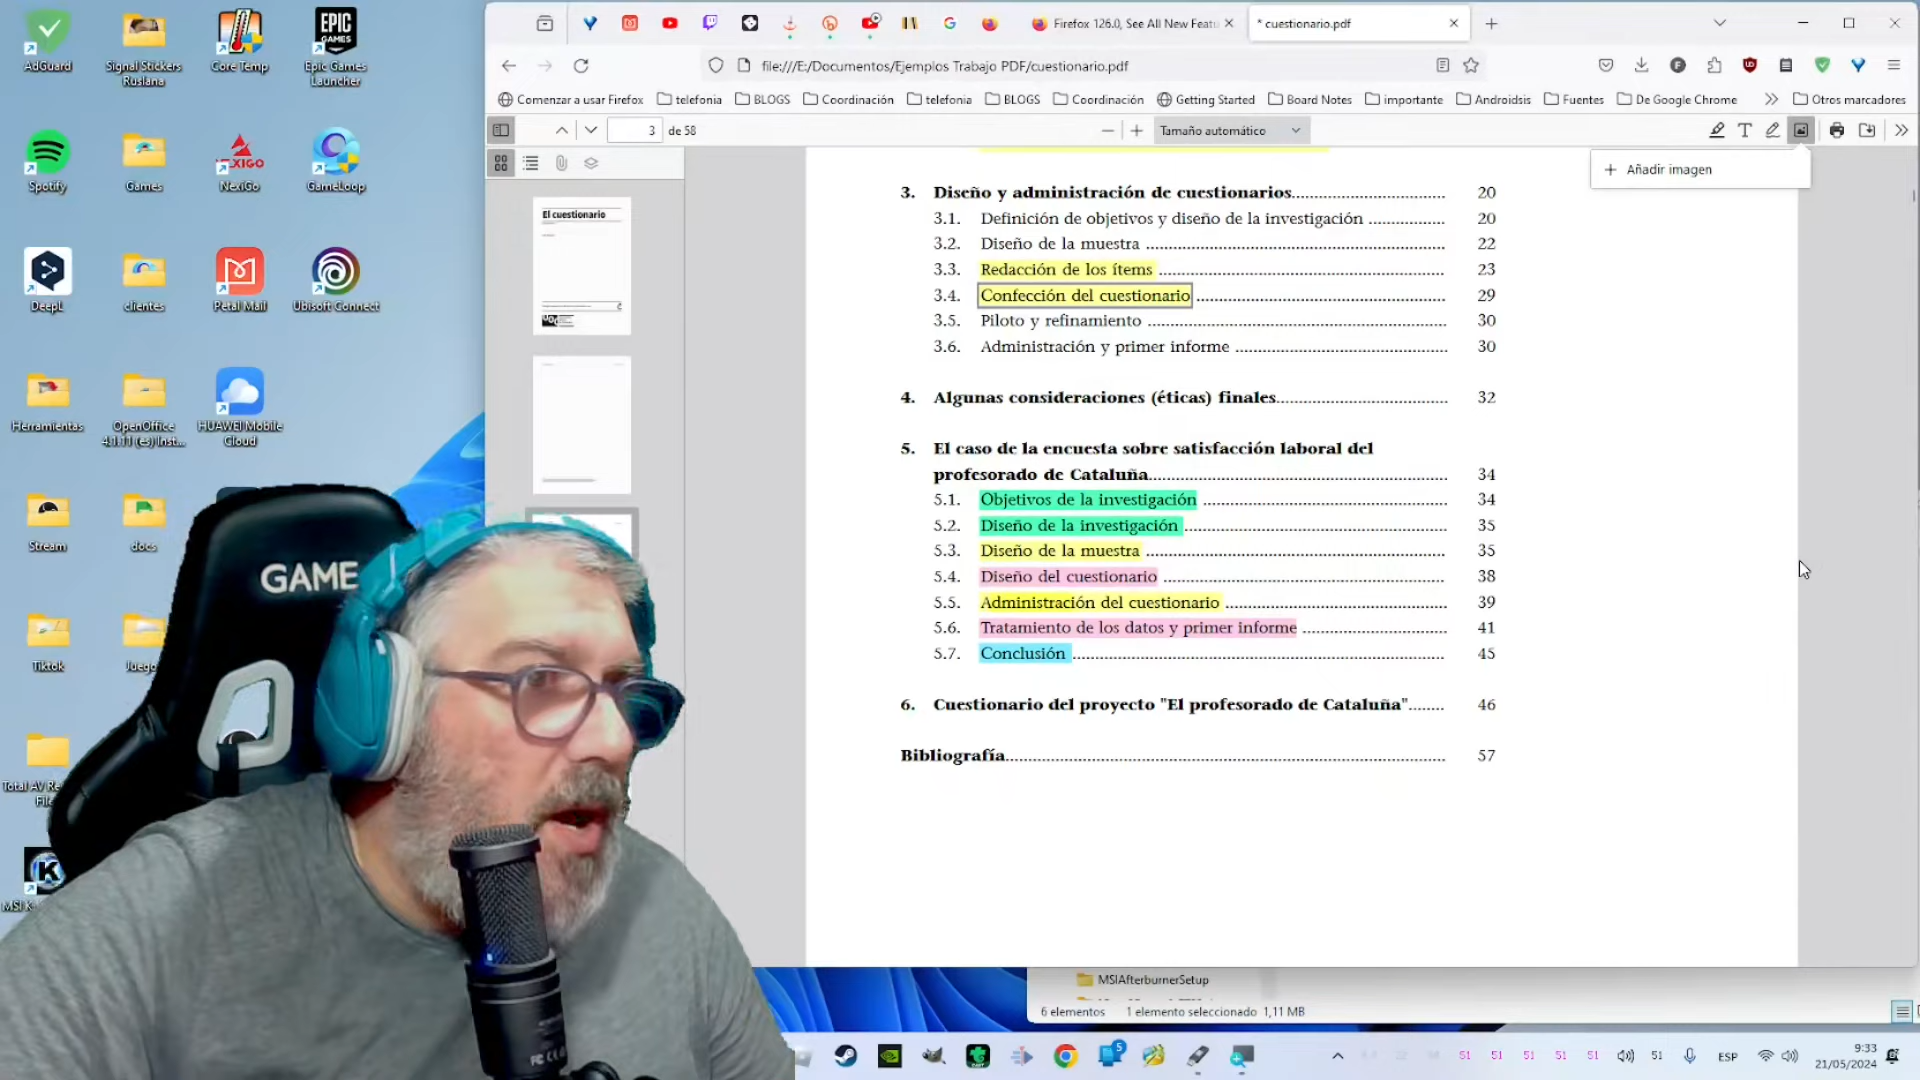 AdGuard
Signal Stickers
Ruslana
Core Temp
EPIC
GAMES
Epic Games
Launcher
Spotify
Games
NEXIGO
NexiGo
GameLoop
DeepL
clientes
Petal Mail
Ubisoft Connect
Herramientas
OpenOffice
4.1.11 (es) Inst...
HUAWEI Mobile
Cloud
Stream
docs
Tiktok
GAME
Firefox 126.0, See All New Featu
* cuestionario.pdf
file:///E:/Documentos/Ejemplos Trabajo PDF/cuestionario.pdf
Comenzar a usar Firefox
telefonia
BLOGS
Coordinación
telefonia
BLOGS
Coordinación
Getting Started
Board Notes
importante
Androidsis
Fuentes
De Google Chrome
Otros marcadores
3 de 58
Tamaño automático
Añadir imagen
El cuestionario
3. Diseño y administración de cuestionarios 20
3.1. Definición de objetivos y diseño de la investigación 20
3.2. Diseño de la muestra 22
3.3. Redacción de los ítems 23
3.4. Confección del cuestionario 29
3.5. Piloto y refinamiento 30
3.6. Administración y primer informe 30
4. Algunas consideraciones (éticas) finales 32
5. El caso de la encuesta sobre satisfacción laboral del
profesorado de Cataluña 34
5.1. Objetivos de la investigación 34
5.2. Diseño de la investigación 35
5.3. Diseño de la muestra 35
5.4. Diseño del cuestionario 38
5.5. Administración del cuestionario 39
5.6. Tratamiento de los datos y primer informe 41
5.7. Conclusión 45
6. Cuestionario del proyecto "El profesorado de Cataluña" 46
Bibliografía 57
MSIAfterburnerSetup
6 elementos
1 elemento seleccionado 1,11 MB
5
51 51 51 51 51
51
ESP
9:33
21/05/2024